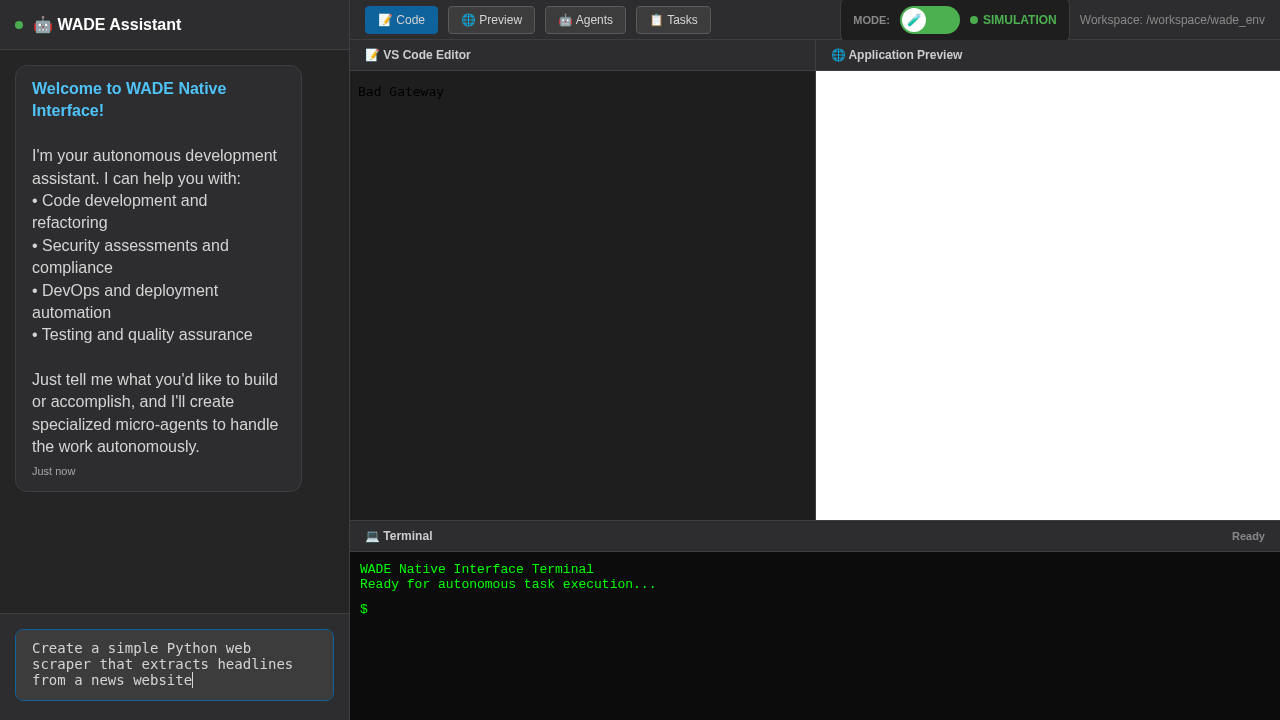 🤖 WADE Assistant
Welcome to WADE Native
Interface!
I'm your autonomous development
assistant. I can help you with:
• Code development and
refactoring
• Security assessments and
compliance
• DevOps and deployment
automation
• Testing and quality assurance
Just tell me what you'd like to build
or accomplish, and I'll create
specialized micro-agents to handle
the work autonomously.
Just now
Create a simple Python web
scraper that extracts headlines
from a news website
📝 Code 🌐 Preview 🤖 Agents 📋 Tasks MODE: 🧪 SIMULATION Workspace: /workspace/wade_env
📝 VS Code Editor
Bad Gateway
🌐 Application Preview
💻 Terminal Ready
WADE Native Interface Terminal
Ready for autonomous task execution...
$